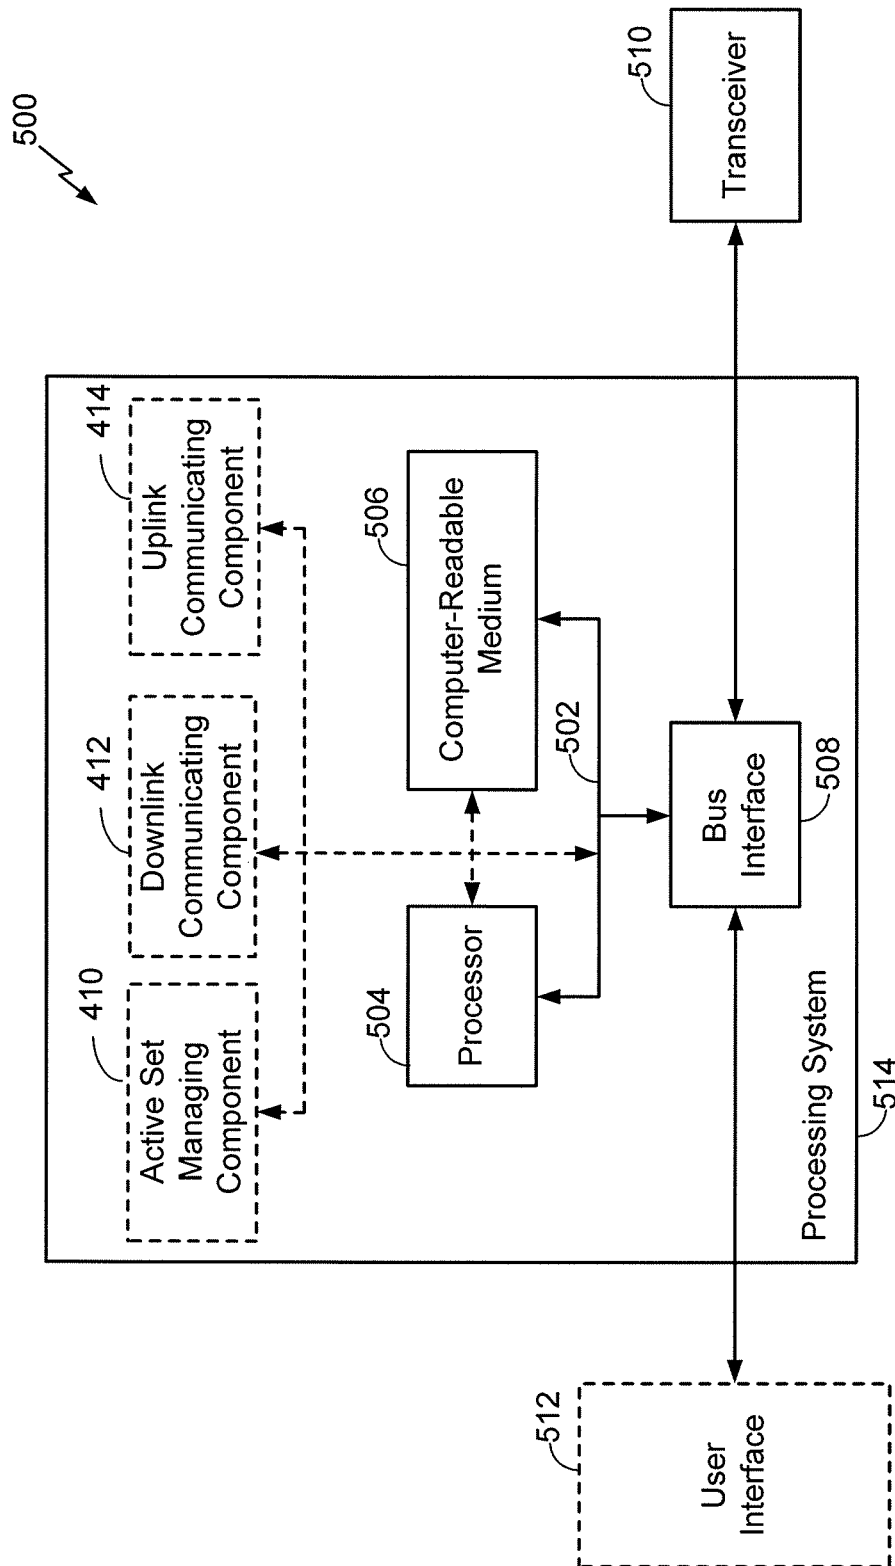 500
410
Active Set
Managing
Component
412
Downlink
Communicating
Component
414
Uplink
Communicating
Component
504
Processor
506
Computer-Readable
Medium
502
512
User
Interface
Bus
Interface
508
510
Transceiver
Processing System
514